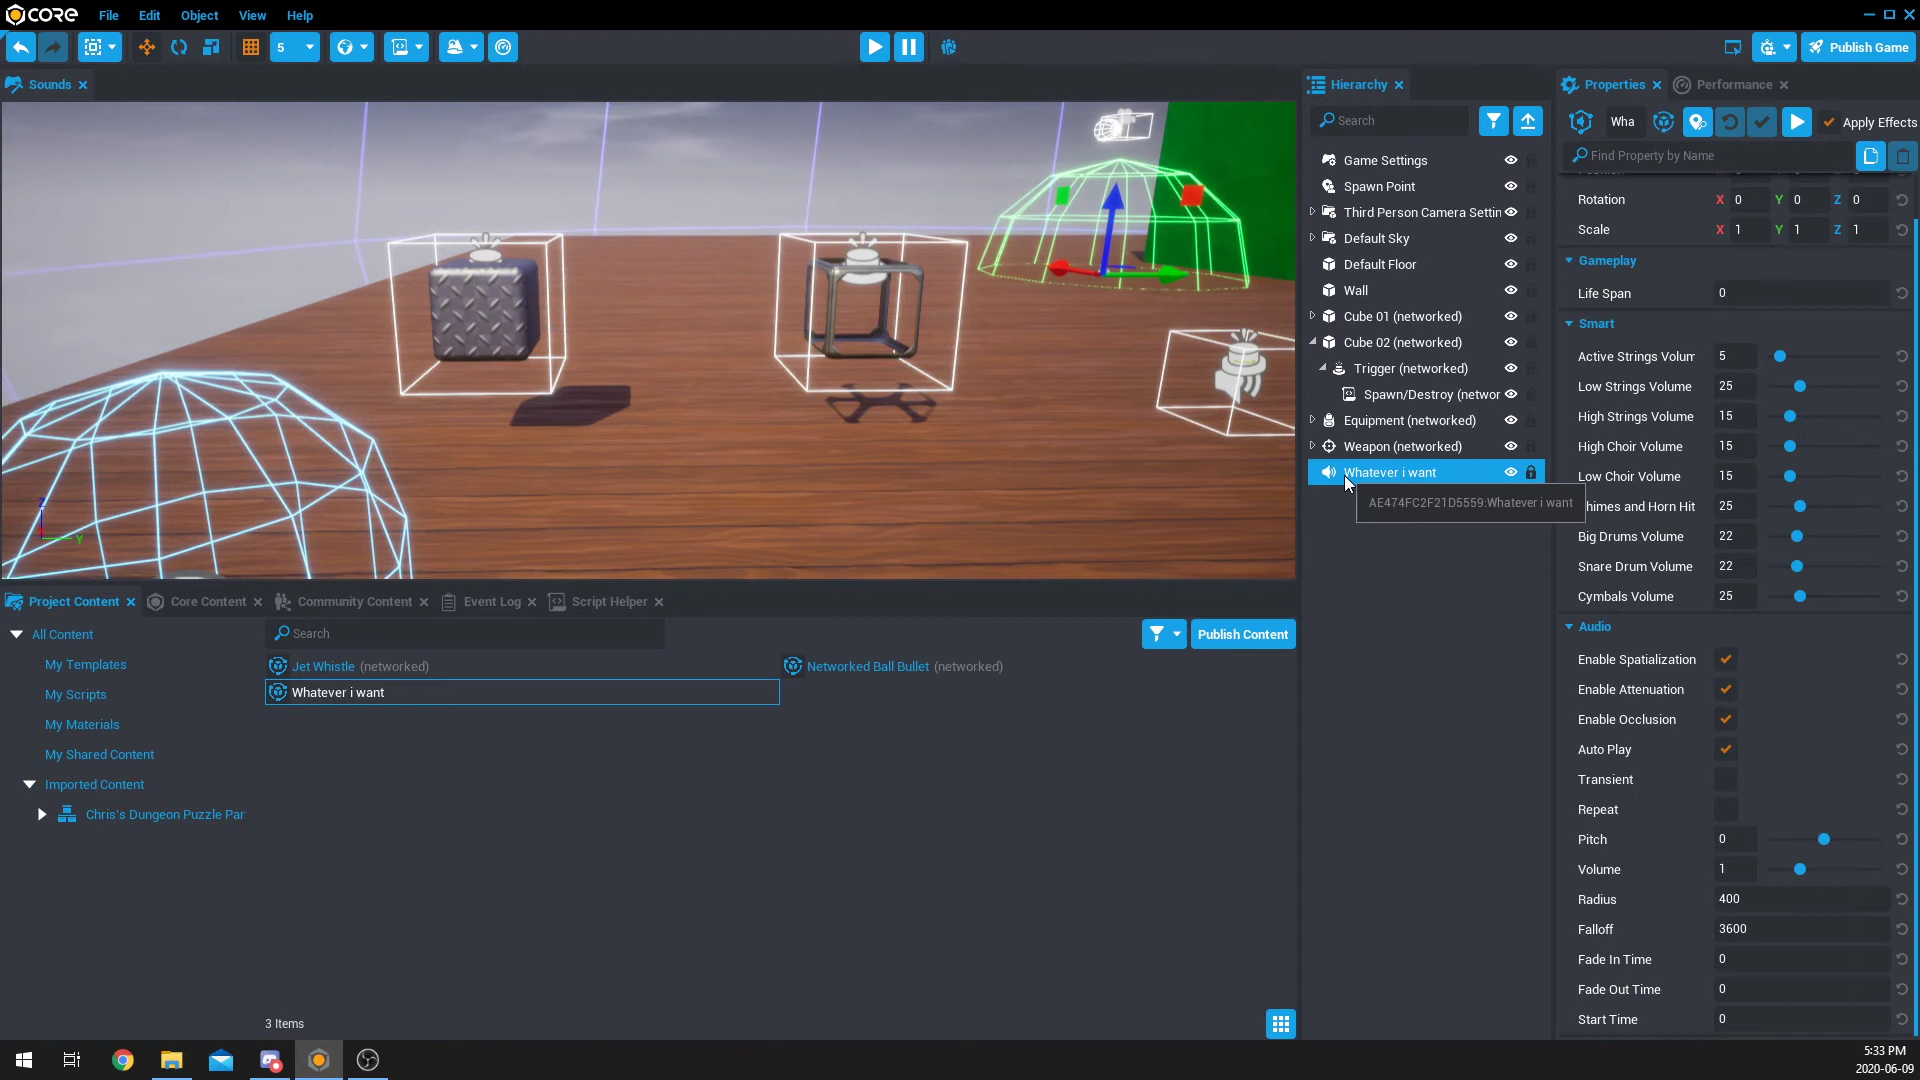 CORE File Edit Object View Help
5
Publish Game
Sounds
Hierarchy
Properties
Performance
Search
Wha
Apply Effects
Find Property by Name
Game Settings
Spawn Point
Third Person Camera Settin
Default Sky
Default Floor
Wall
Cube 01 (networked)
Cube 02 (networked)
Trigger (networked)
Spawn/Destroy (networ
Equipment (networked)
Weapon (networked)
Whatever i want
AE474FC2F21D5559:Whatever i want
Rotation X 0 Y 0 Z 0
Scale X 1 Y 1 Z 1
Gameplay
Life Span 0
Smart
Active Strings Volum 5
Low Strings Volume 25
High Strings Volume 15
High Choir Volume 15
Low Choir Volume 15
himes and Horn Hit 25
Big Drums Volume 22
Snare Drum Volume 22
Cymbals Volume 25
Audio
Enable Spatialization
Enable Attenuation
Enable Occlusion
Auto Play
Transient
Repeat
Pitch 0
Volume 1
Radius 400
Falloff 3600
Fade In Time 0
Fade Out Time 0
Start Time 0
Z
Y
Project Content
Core Content
Community Content
Event Log
Script Helper
All Content
My Templates
My Scripts
My Materials
My Shared Content
Imported Content
Chris's Dungeon Puzzle Par
Search
Publish Content
Jet Whistle (networked)
Networked Ball Bullet (networked)
Whatever i want
3 Items
5:33 PM
2020-06-09